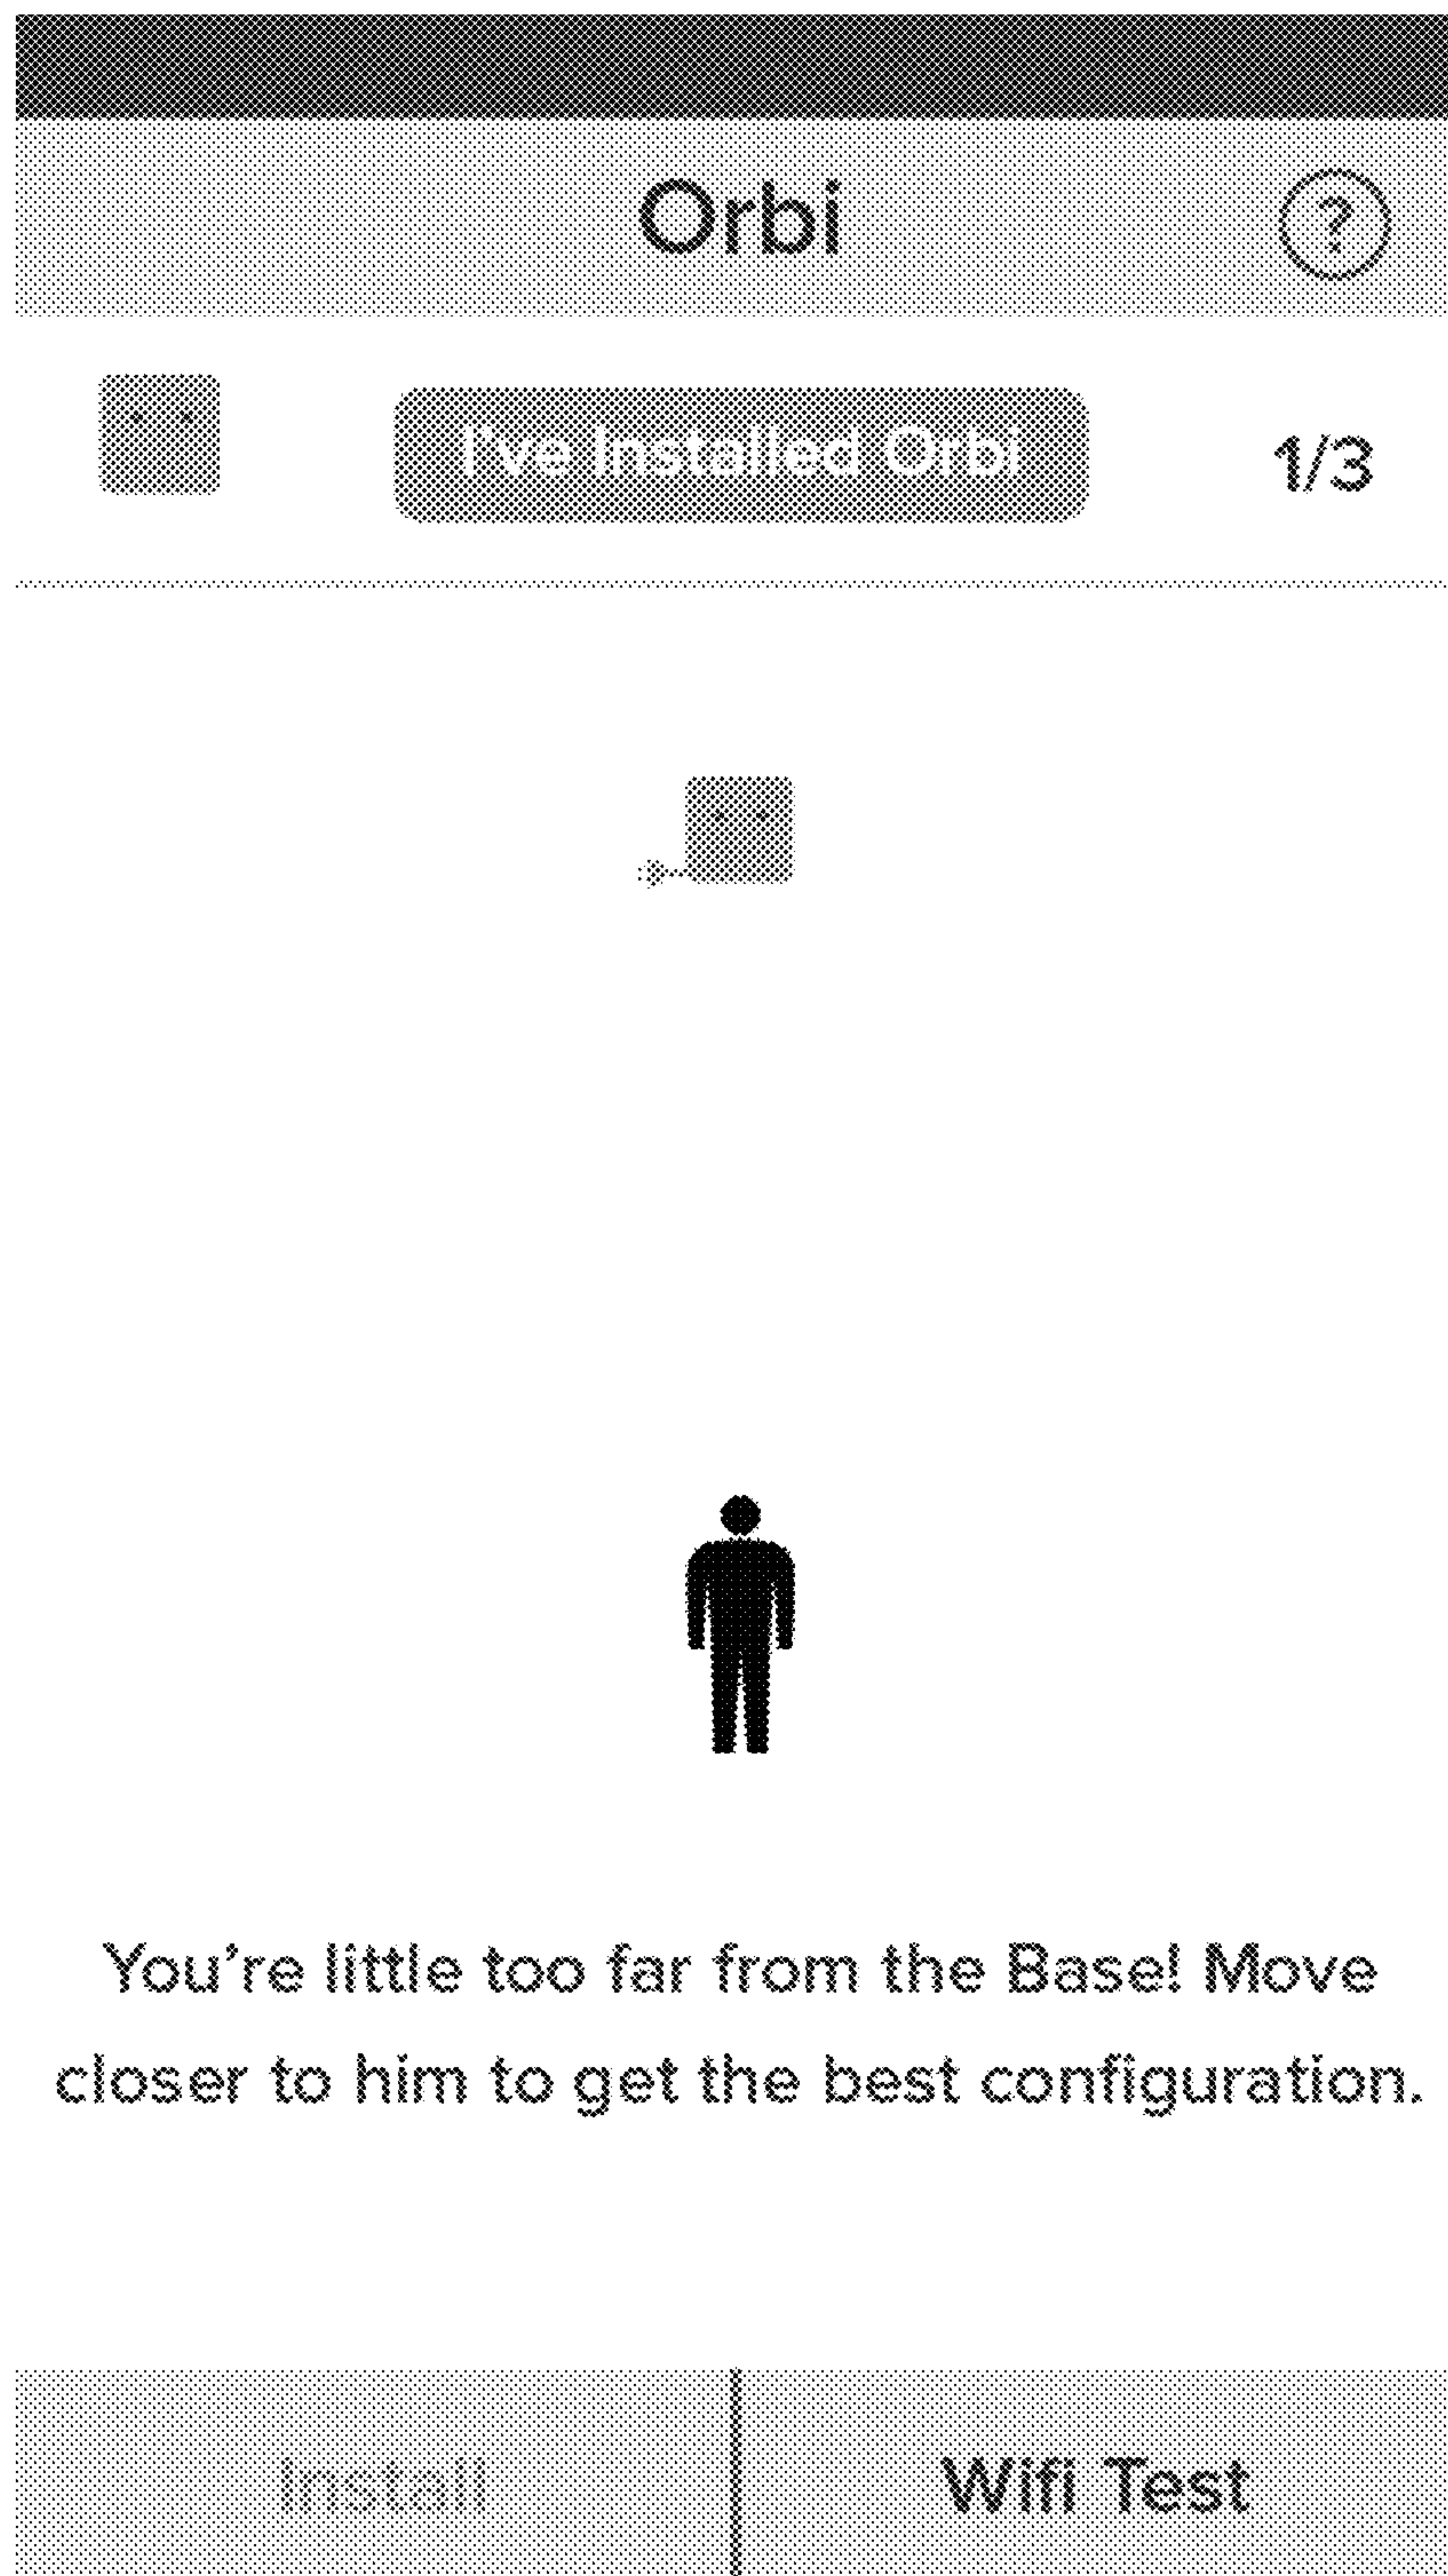 Orbi
?
I've Installed Orbi
1/3
You're little too far from the Base! Move
closer to him to get the best configuration.
Install
Wifi Test